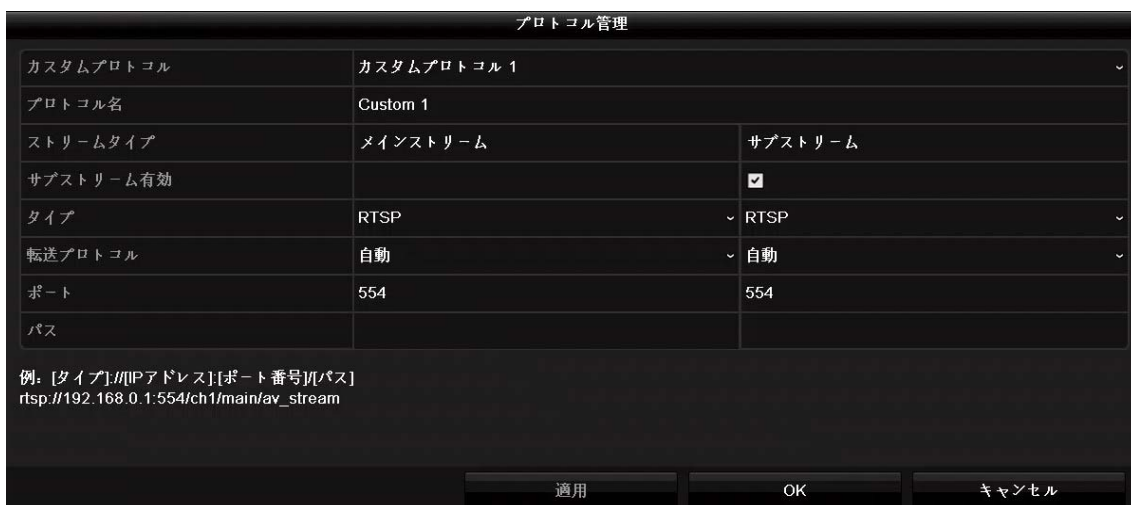 プロトコル管理
カスタムプロトコル カスタムプロトコル 1
プロトコル名 Custom 1
ストリームタイプ メインストリーム サブストリーム
サブストリーム有効
タイプ RTSP RTSP
転送プロトコル 自動 自動
ポート 554 554
パス
例: [タイプ]://[IPアドレス]:[ポート番号]/[パス]
rtsp://192.168.0.1:554/ch1/main/av_stream
適用 OK キャンセル